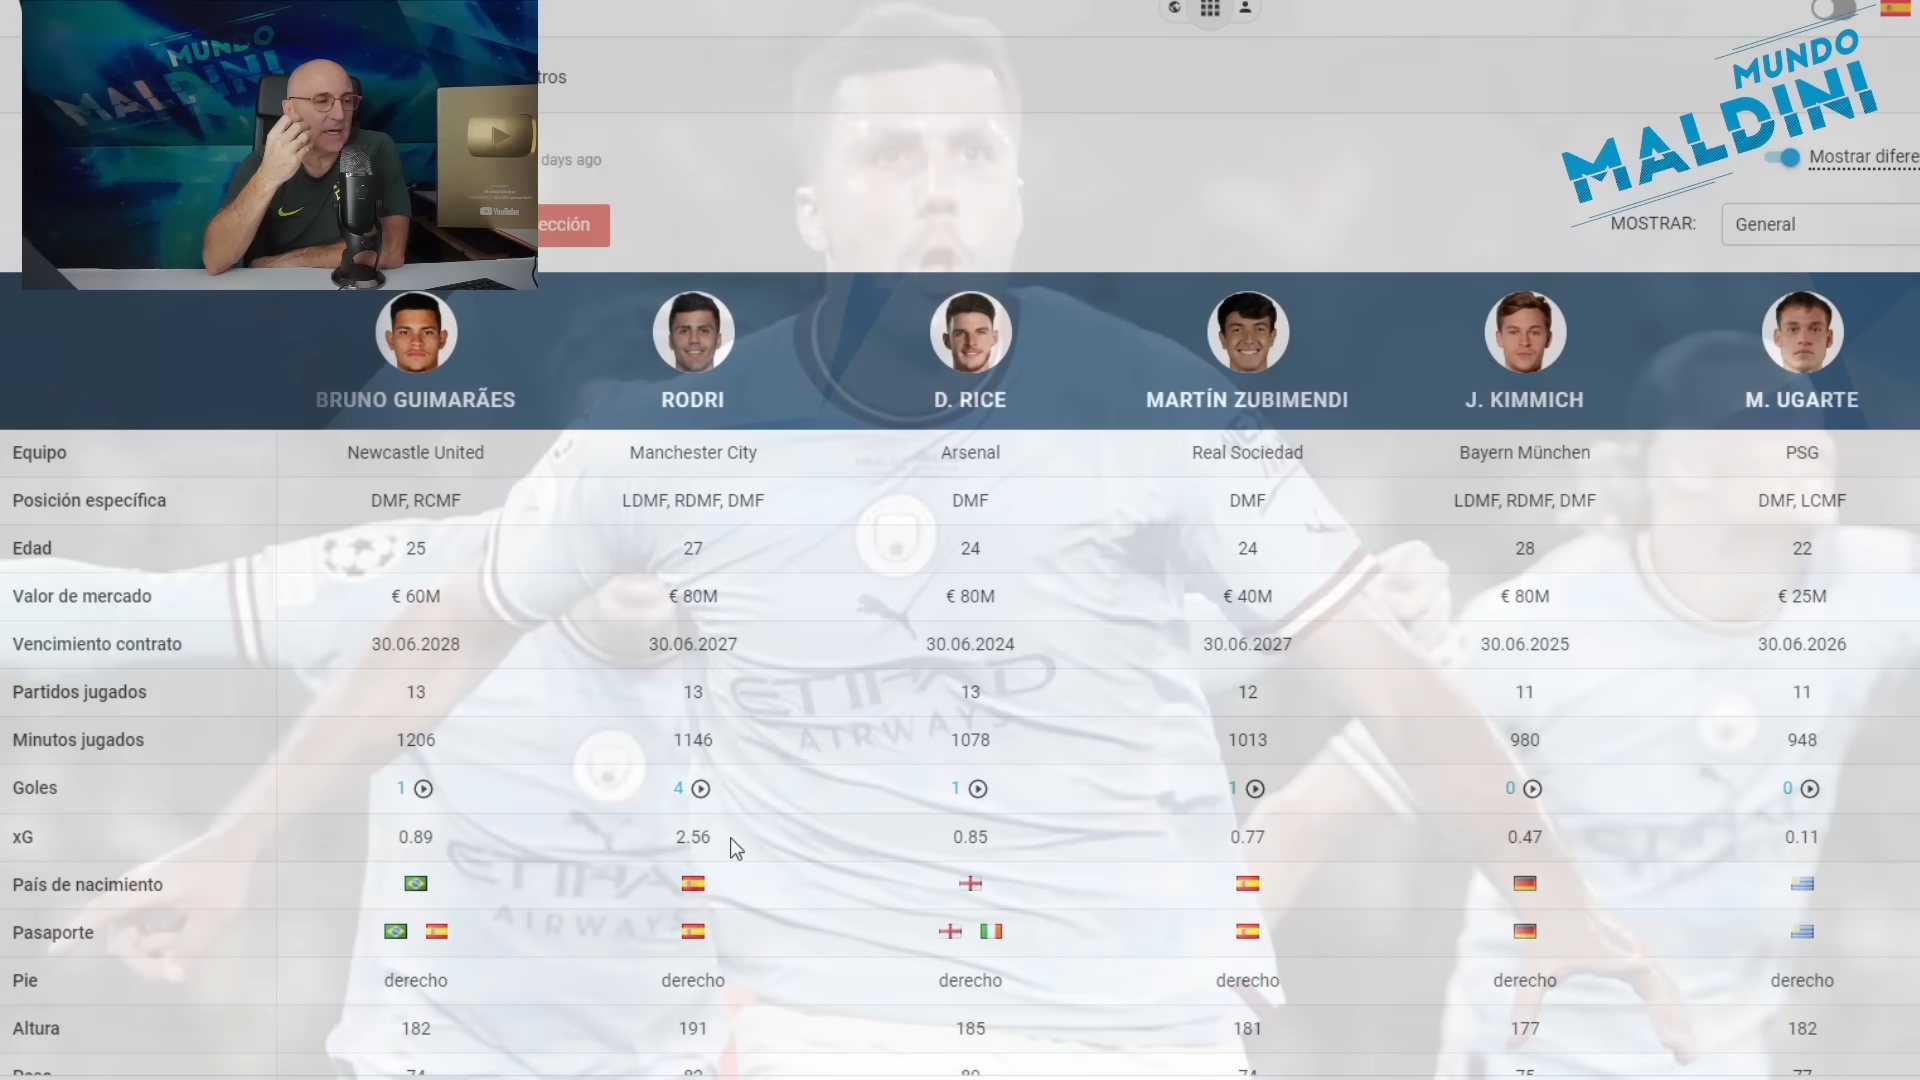 MUNDO
MALDINI
YouTube
tros
days ago
ección
MUNDO
MALDINI
Mostrar difere
MOSTRAR: General
BRUNO GUIMARÃES RODRI D. RICE MARTÍN ZUBIMENDI J. KIMMICH M. UGARTE
Equipo Newcastle United Manchester City Arsenal Real Sociedad Bayern München PSG
Posición específica DMF, RCMF LDMF, RDMF, DMF DMF DMF LDMF, RDMF, DMF DMF, LCMF
Edad 25 27 24 24 28 22
Valor de mercado € 60M € 80M € 80M € 40M € 80M € 25M
Vencimiento contrato 30.06.2028 30.06.2027 30.06.2024 30.06.2027 30.06.2025 30.06.2026
Partidos jugados 13 13 13 12 11 11
Minutos jugados 1206 1146 1078 1013 980 948
Goles 1 4 1 1 0 0
xG 0.89 2.56 0.85 0.77 0.47 0.11
País de nacimiento
Pasaporte
Pie derecho derecho derecho derecho derecho derecho
Altura 182 191 185 181 177 182
ETIHAD
AIRWAYS
ETIHA
AIRWAYS